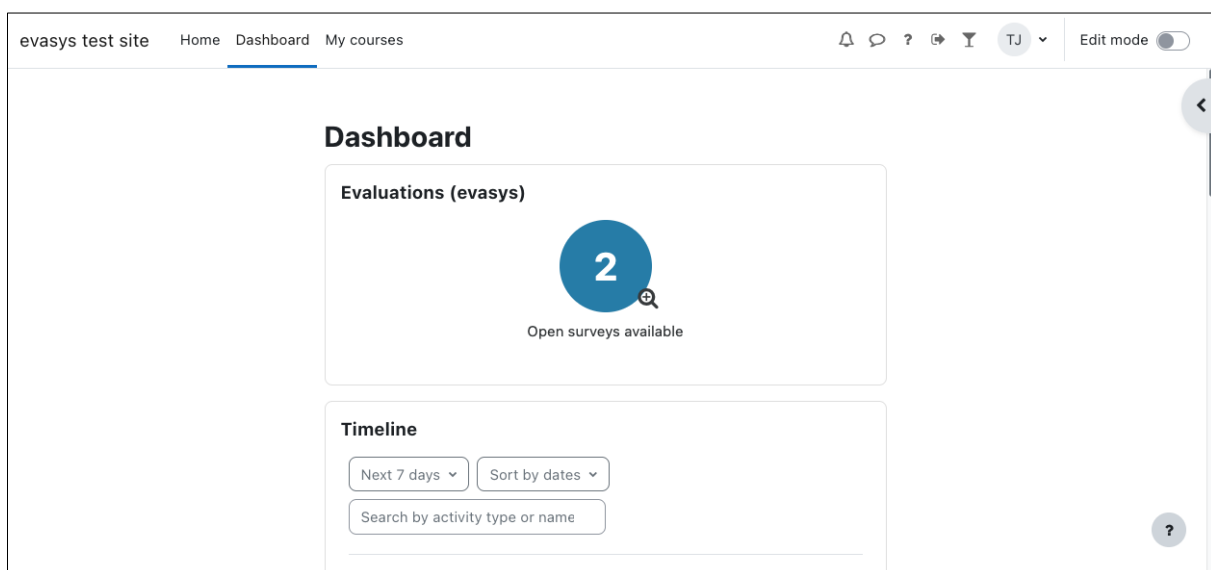 evasys test site Home Dashboard My courses ? TJ Edit mode
Dashboard
Evaluations (evasys)
2
Open surveys available
Timeline
Next 7 days Sort by dates
Search by activity type or name
?